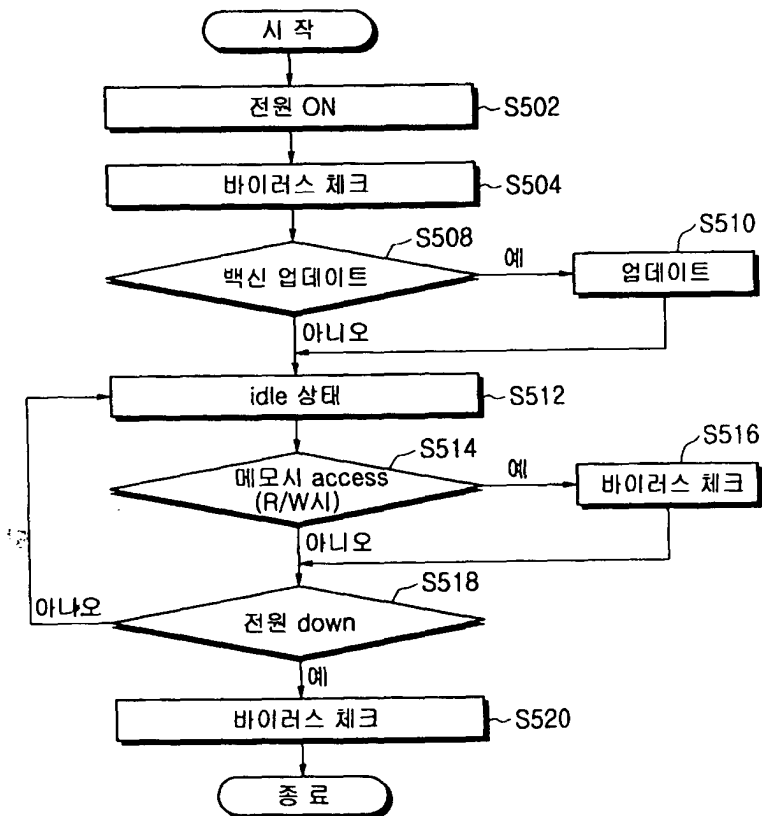 시 작
전원 ON
S502
바이러스 체크
S504
S508
백신 업데이트
예
S510
업데이트
아니오
idle 상태
S512
S514
메모시 access
(R/W시)
예
S516
바이러스 체크
아니오
S518
전원 down
아나오
예
바이러스 체크
S520
종 료